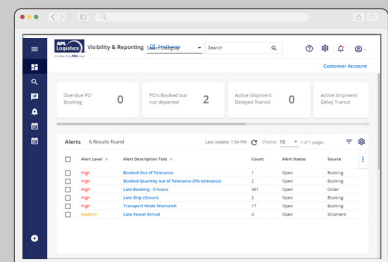 APL
Logistics
Visibility & Reporting
Search
Customer Account
Overdue PO
Booking
0
PO's Booked but
not departed
2
Active Shipment
Delayed Transit
0
Active Shipment
Delay Transit
Alerts 6 Results found Last Update: 1:54 PM Display 10 1 of 1 pages
Alert Level Alert Description Text Count Alert Status Source
High Booked Out of Tolerance 1 Open Booking
High Booked Quantity out of Tolerance (0% tolerance) 2 Open Booking
High Late Booking - 0 hours 361 Open Order
High Late Ship (Ocean) 2 Open Booking
High Transport Mode Mismatch 17 Open Booking
Medium Late Vessel Arrival 4 Open Shipment